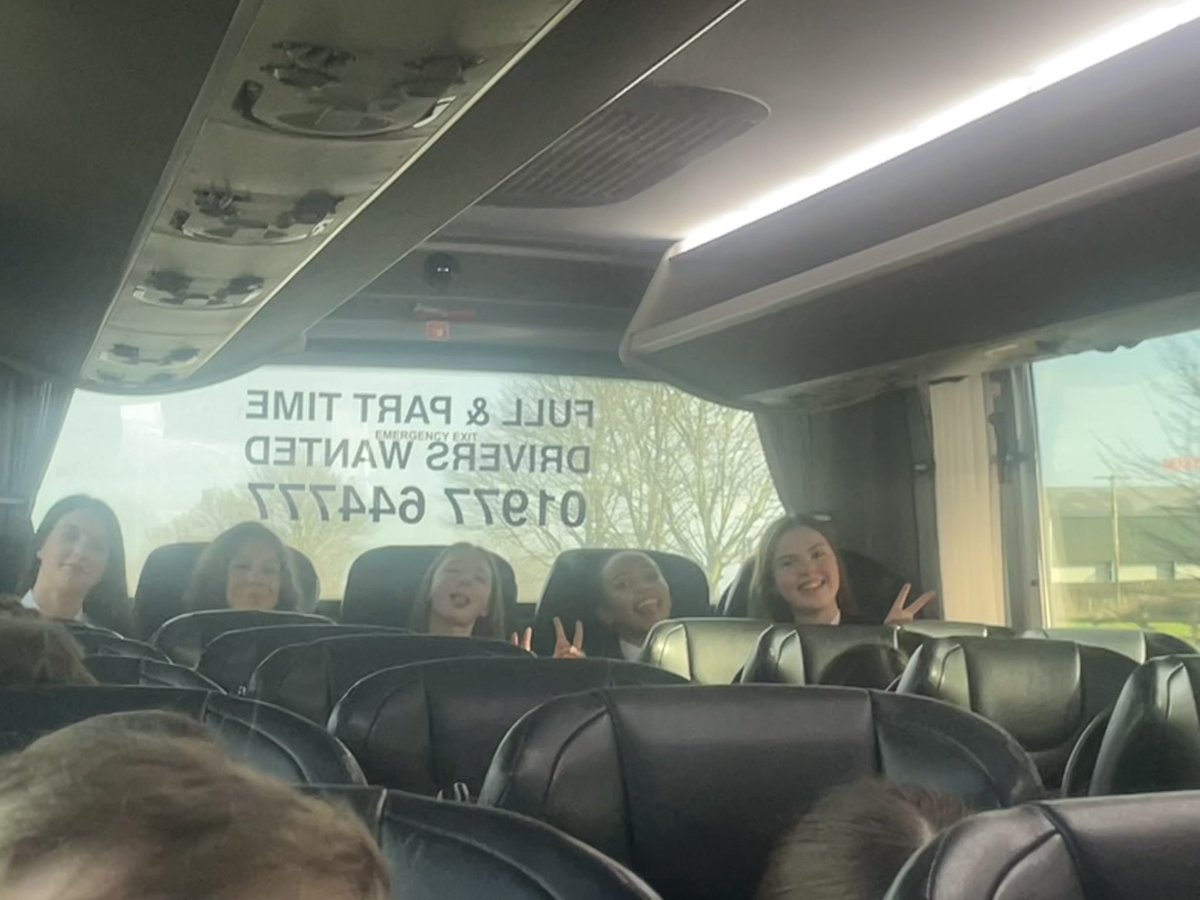 FULL & PART TIME
EMERGENCY EXIT
DRIVERS WANTED
01977 644777